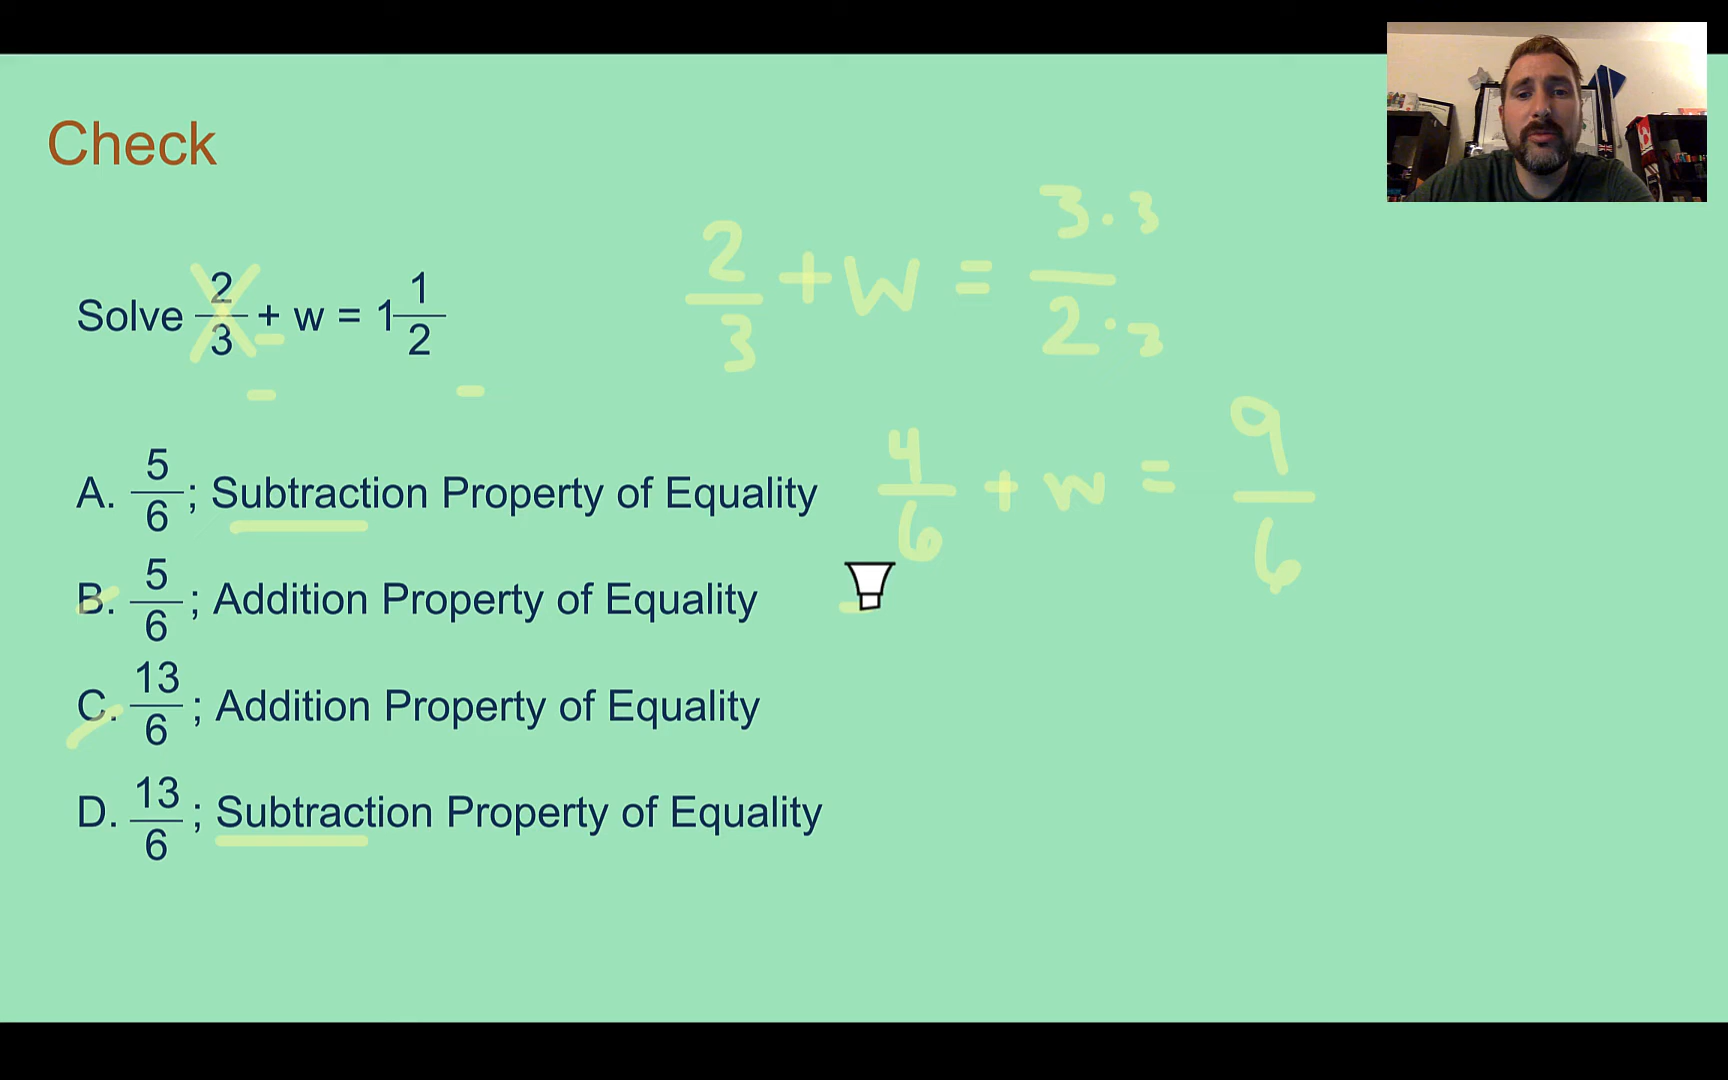 Check
Solve 2/3 + w = 1 1/2
2/3 + w = 3·3/2·3
A. 5/6; Subtraction Property of Equality
4/6 + w = 9/6
B. 5/6; Addition Property of Equality
C. 13/6; Addition Property of Equality
D. 13/6; Subtraction Property of Equality